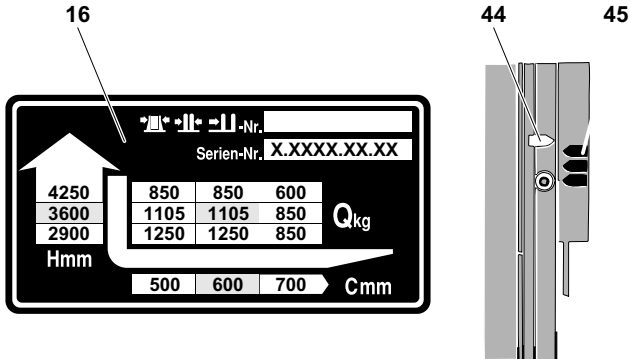 16 44 45
-Nr.
Serien-Nr. X.XXXX.XX.XX
4250 850 850 600
3600 1105 1105 850 Qkg
2900 1250 1250 850
Hmm
500 600 700 Cmm